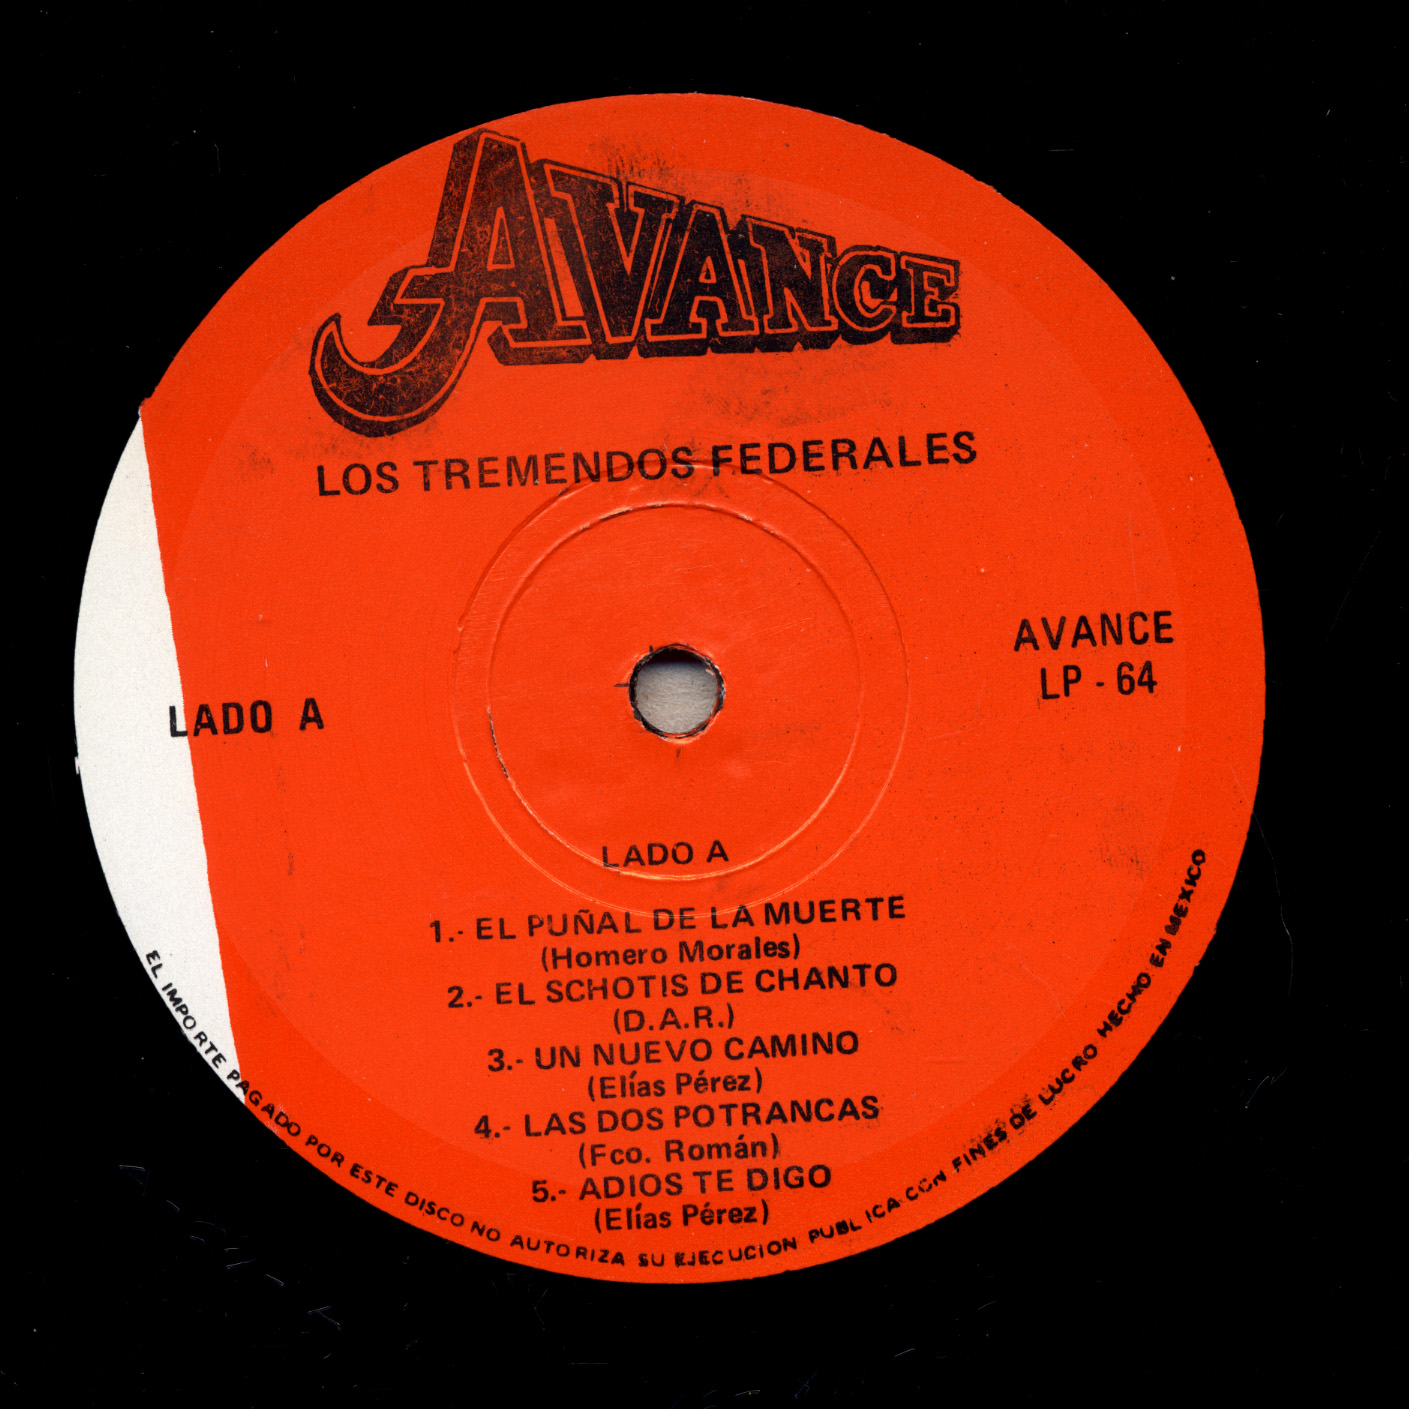 AVANCE
LOS TREMENDOS FEDERALES
AVANCE
LP - 64
LADO A
LADO A
1.- EL PUÑAL DE LA MUERTE
(Homero Morales)
2.- EL SCHOTIS DE CHANTO
(D.A.R.)
3.- UN NUEVO CAMINO
(Elías Pérez)
4.- LAS DOS POTRANCAS
(Fco. Román)
5.- ADIOS TE DIGO
(Elías Pérez)
EL IMPORTE PAGADO POR ESTE DISCO NO AUTORIZA SU EJECUCION PUBLICA CON FINES DE LUCRO HECHO EN MEXICO